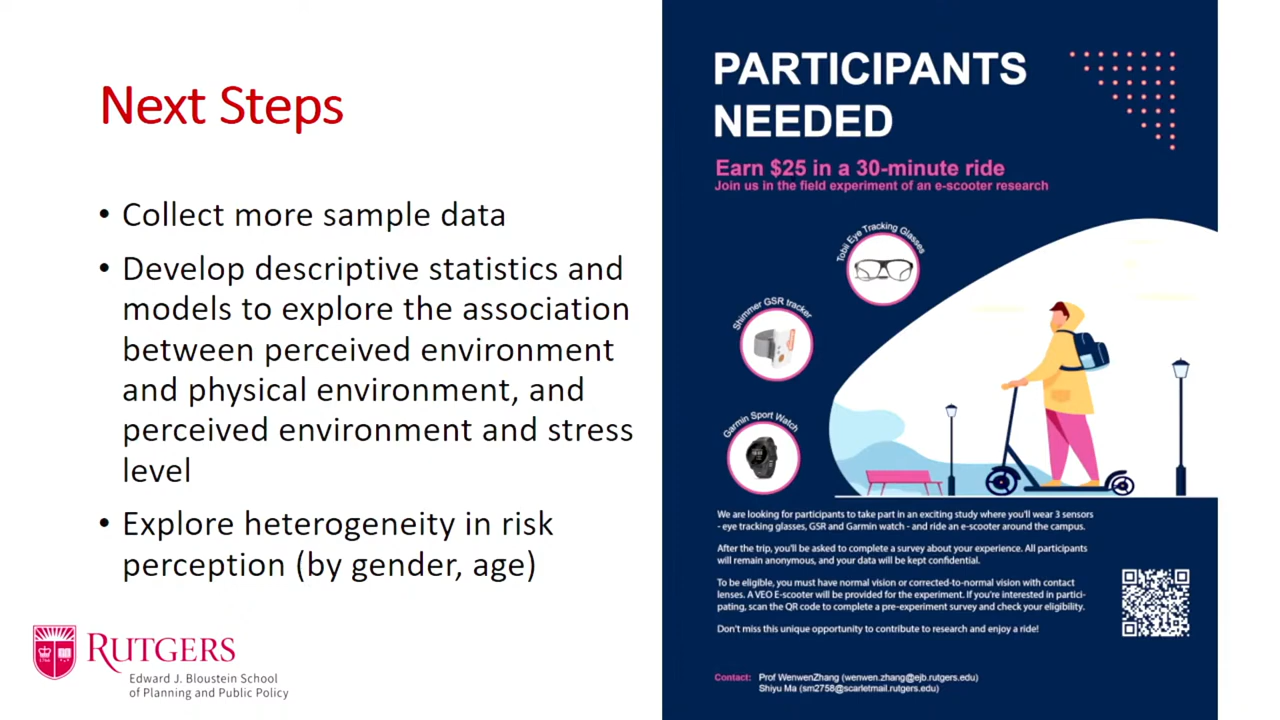 Next Steps
• Collect more sample data
• Develop descriptive statistics and
models to explore the association
between perceived environment
and physical environment, and
perceived environment and stress
level
• Explore heterogeneity in risk
perception (by gender, age)
RUTGERS
Edward J. Bloustein School
of Planning and Public Policy
PARTICIPANTS
NEEDED
Earn $25 in a 30-minute ride
Join us in the field experiment of an e-scooter research
Tobii Eye Tracking Glasses
Shimmer GSR tracker
Garmin Sport Watch
We are looking for participants to take part in an exciting study where you'll wear 3 sensors
- eye tracking glasses, GSR and Garmin watch - and ride an e-scooter around the campus.
After the trip, you'll be asked to complete a survey about your experience. All participants
will remain anonymous, and your data will be kept confidential.
To be eligible, you must have normal vision or corrected-to-normal vision with contact
lenses. A VEO E-scooter will be provided for the experiment. If you're interested in partici-
pating, scan the QR code to complete a pre-experiment survey and check your eligibility.
Don't miss this unique opportunity to contribute to research and enjoy a ride!
Contact: Prof WenwenZhang (wenwen.zhang@ejb.rutgers.edu)
Shiyu Ma (sm2758@scarletmail.rutgers.edu)